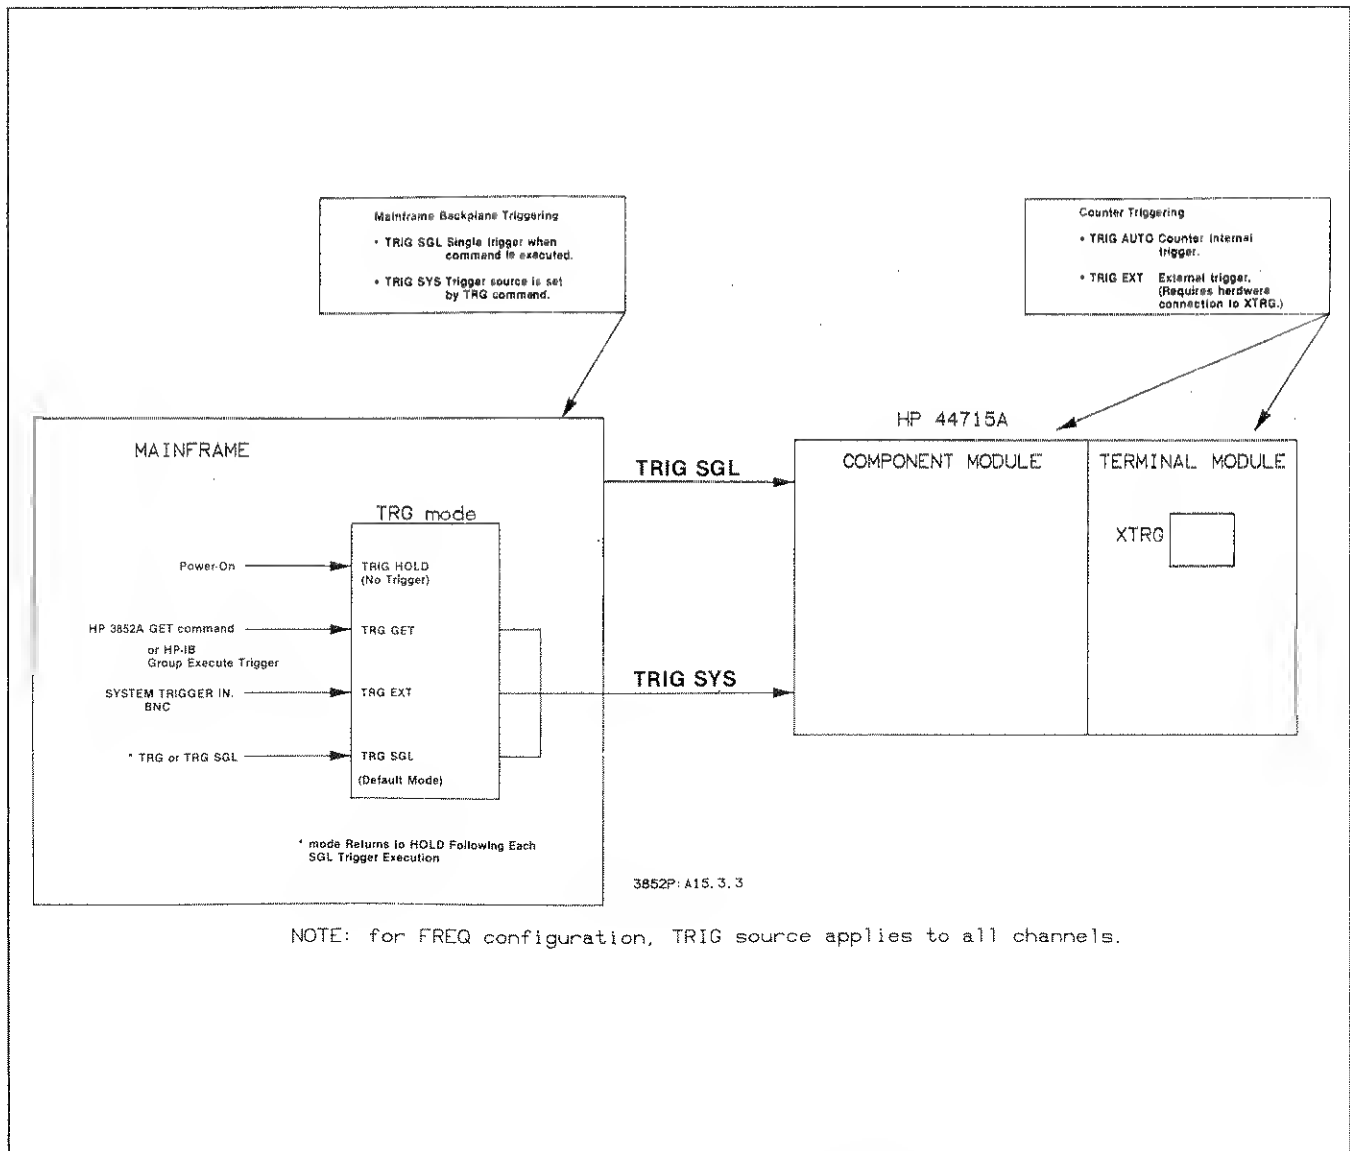 Mainframe Backplane Triggering
• TRIG SGL Single trigger when
command is executed.
• TRIG SYS Trigger source is set
by TRG command.
Counter Triggering
• TRIG AUTO Counter Internal
trigger.
• TRIG EXT External trigger.
(Requires hardware
connection to XTRG.)
HP 44715A
MAINFRAME
COMPONENT MODULE
TERMINAL MODULE
TRIG SGL
TRG mode
XTRG
Power-On
TRIG HOLD
(No Trigger)
HP 3852A GET command
TRG GET
or HP-IB
Group Execute Trigger
SYSTEM TRIGGER IN.
BNC
TRG EXT
TRIG SYS
* TRG or TRG SGL
TRG SGL
(Default Mode)
* mode Returns to HOLD Following Each
SGL Trigger Execution
3852P: A15.3.3
NOTE: for FREQ configuration, TRIG source applies to all channels.